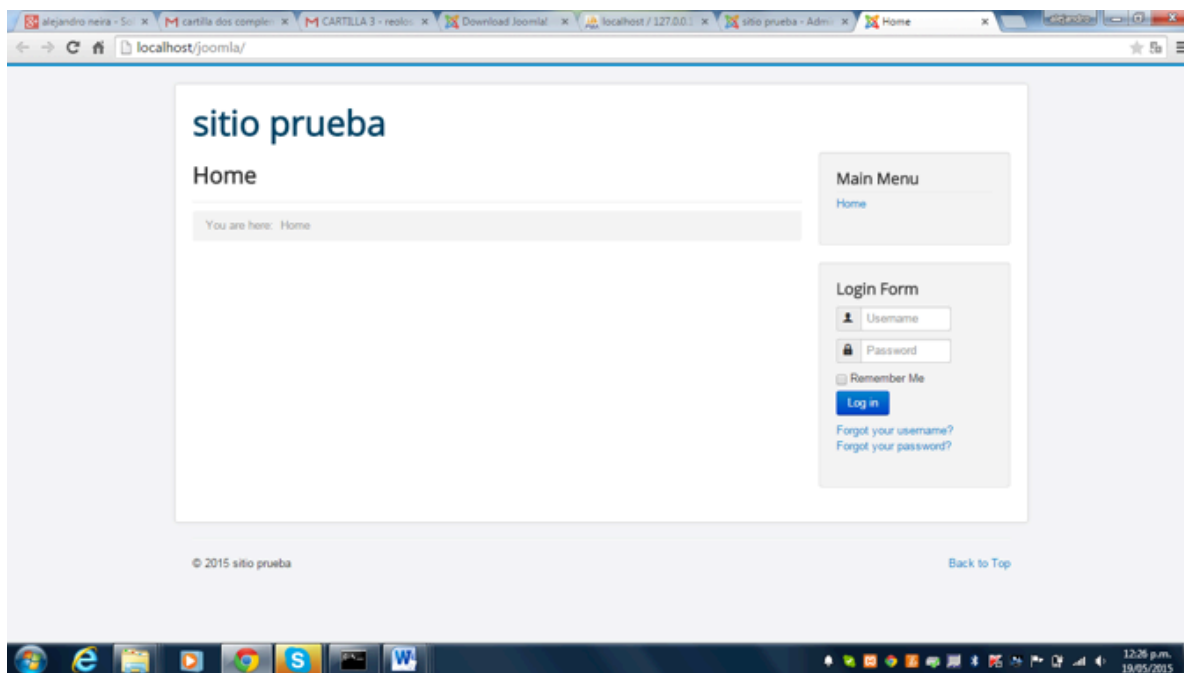 alejandro neira - So
cartilla dos comple
CARTILLA 3 - reolo
Download Joomla!
localhost / 127.0.0.1
sitio prueba - Admi
Home
localhost/joomla/
sitio prueba
Home
You are here: Home
Main Menu
Home
Login Form
Username
Password
Remember Me
Log in
Forgot your username?
Forgot your password?
© 2015 sitio prueba
Back to Top
12:26 p.m.
19/05/2015